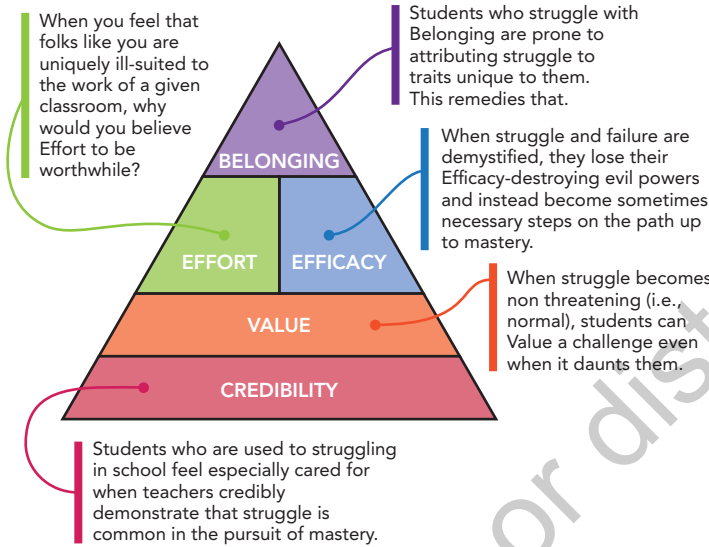 When you feel that
folks like you are
uniquely ill-suited to
the work of a given
classroom, why
would you believe
Effort to be
worthwhile?
Students who struggle with
Belonging are prone to
attributing struggle to
traits unique to them.
This remedies that.
BELONGING
When struggle and failure are
demystified, they lose their
Efficacy-destroying evil powers
and instead become sometimes
necessary steps on the path up
to mastery.
EFFORT
EFFICACY
When struggle becomes
non threatening (i.e.,
normal), students can
Value a challenge even
when it daunts them.
VALUE
CREDIBILITY
Students who are used to struggling
in school feel especially cared for
when teachers credibly
demonstrate that struggle is
common in the pursuit of mastery.
or dist